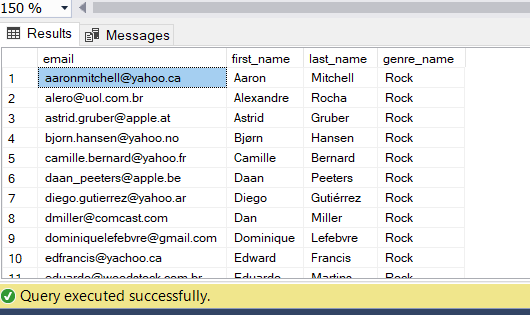 150 %
Results Messages
email first_name last_name genre_name
1 aaronmitchell@yahoo.ca Aaron Mitchell Rock
2 alero@uol.com.br Alexandre Rocha Rock
3 astrid.gruber@apple.at Astrid Gruber Rock
4 bjorn.hansen@yahoo.no Bjørn Hansen Rock
5 camille.bernard@yahoo.fr Camille Bernard Rock
6 daan_peeters@apple.be Daan Peeters Rock
7 diego.gutierrez@yahoo.ar Diego Gutiérrez Rock
8 dmiller@comcast.com Dan Miller Rock
9 dominiquelefebvre@gmail.com Dominique Lefebvre Rock
10 edfrancis@yachoo.ca Edward Francis Rock
11 eduardo@woodstock.com.br Eduardo Martins Rock
Query executed successfully.